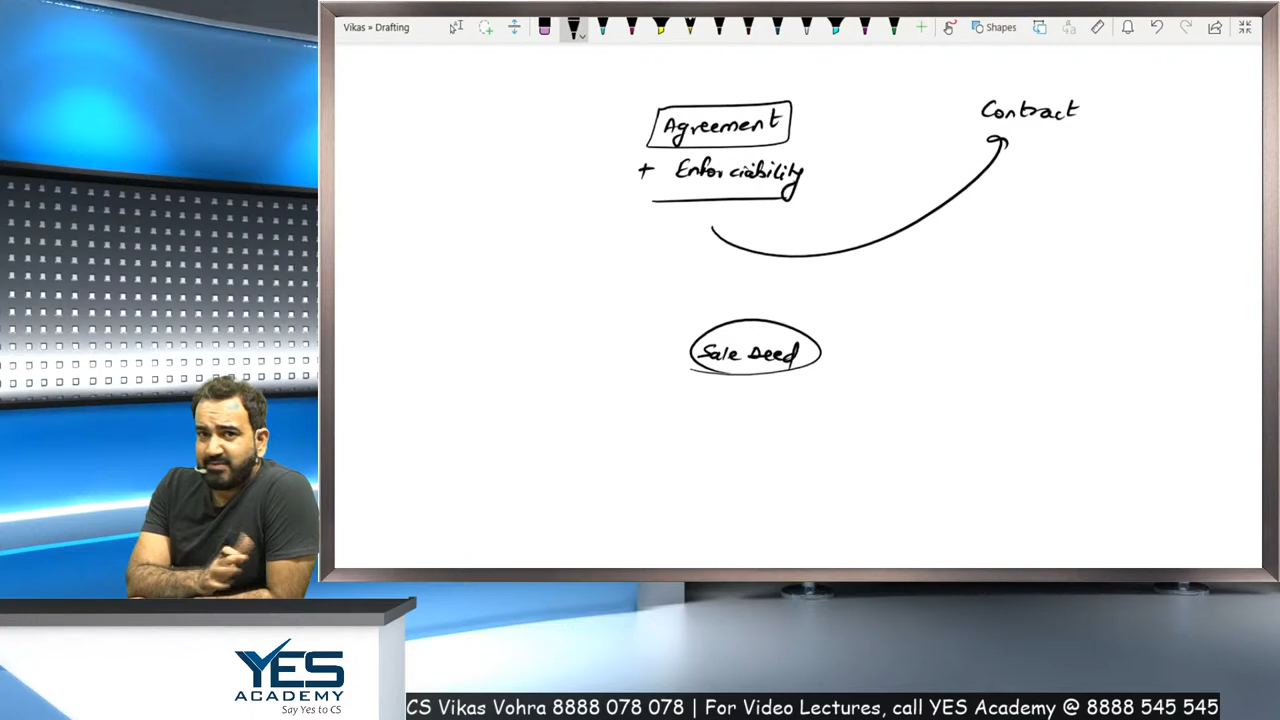 Vikas » Drafting
Shapes
Agreement
Contract
+ Enforciability
Sale Deed
YES
ACADEMY
Say Yes to CS
CS Vikas Vohra 8888 078 078 | For Video Lectures, call YES Academy @ 8888 545 545